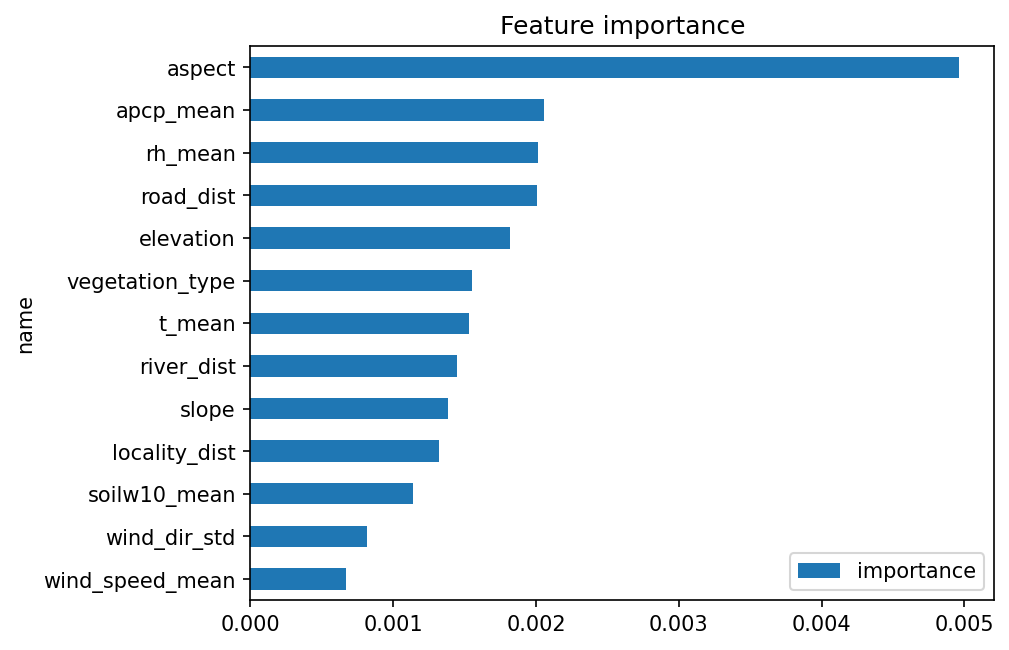 Feature importance
name
aspect
apcp_mean
rh_mean
road_dist
elevation
vegetation_type
t_mean
river_dist
slope
locality_dist
soilw10_mean
wind_dir_std
wind_speed_mean
importance
0.000 0.001 0.002 0.003 0.004 0.005